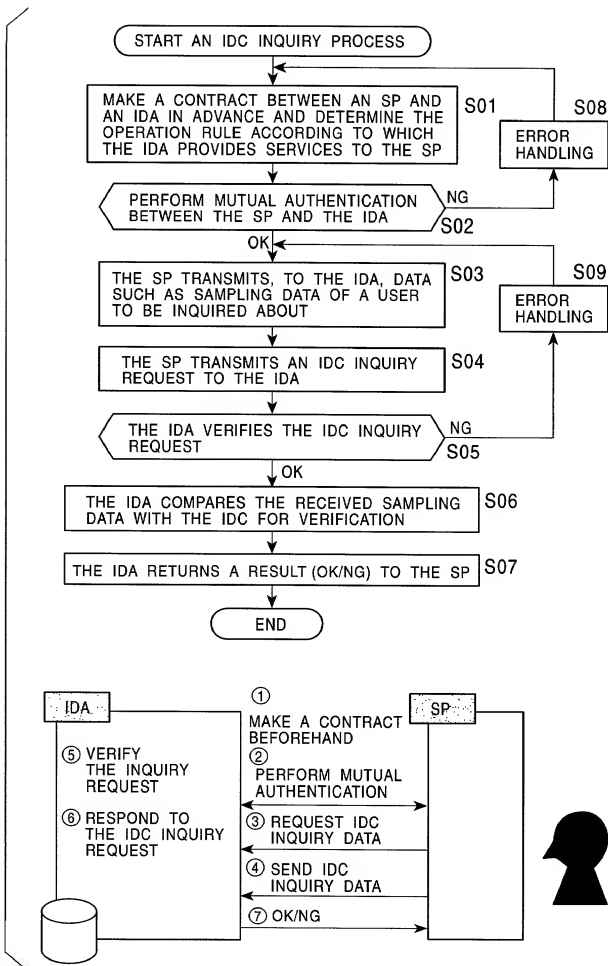 START AN IDC INQUIRY PROCESS
MAKE A CONTRACT BETWEEN AN SP AND
AN IDA IN ADVANCE AND DETERMINE THE
OPERATION RULE ACCORDING TO WHICH
THE IDA PROVIDES SERVICES TO THE SP
S01
S08
ERROR
HANDLING
PERFORM MUTUAL AUTHENTICATION
BETWEEN THE SP AND THE IDA
NG
S02
OK
THE SP TRANSMITS, TO THE IDA, DATA
SUCH AS SAMPLING DATA OF A USER
TO BE INQUIRED ABOUT
S03
S09
ERROR
HANDLING
THE SP TRANSMITS AN IDC INQUIRY
REQUEST TO THE IDA
S04
THE IDA VERIFIES THE IDC INQUIRY
REQUEST
NG
S05
OK
THE IDA COMPARES THE RECEIVED SAMPLING
DATA WITH THE IDC FOR VERIFICATION
S06
THE IDA RETURNS A RESULT (OK/NG) TO THE SP
S07
END
IDA
SP
①
MAKE A CONTRACT
BEFOREHAND
②
PERFORM MUTUAL
AUTHENTICATION
③ REQUEST IDC
INQUIRY DATA
④ SEND IDC
INQUIRY DATA
⑤ VERIFY
THE INQUIRY
REQUEST
⑥ RESPOND TO
THE IDC INQUIRY
REQUEST
⑦ OK/NG